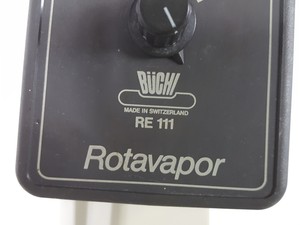 BÜCHI
MADE IN SWITZERLAND
RE 111
Rotavapor